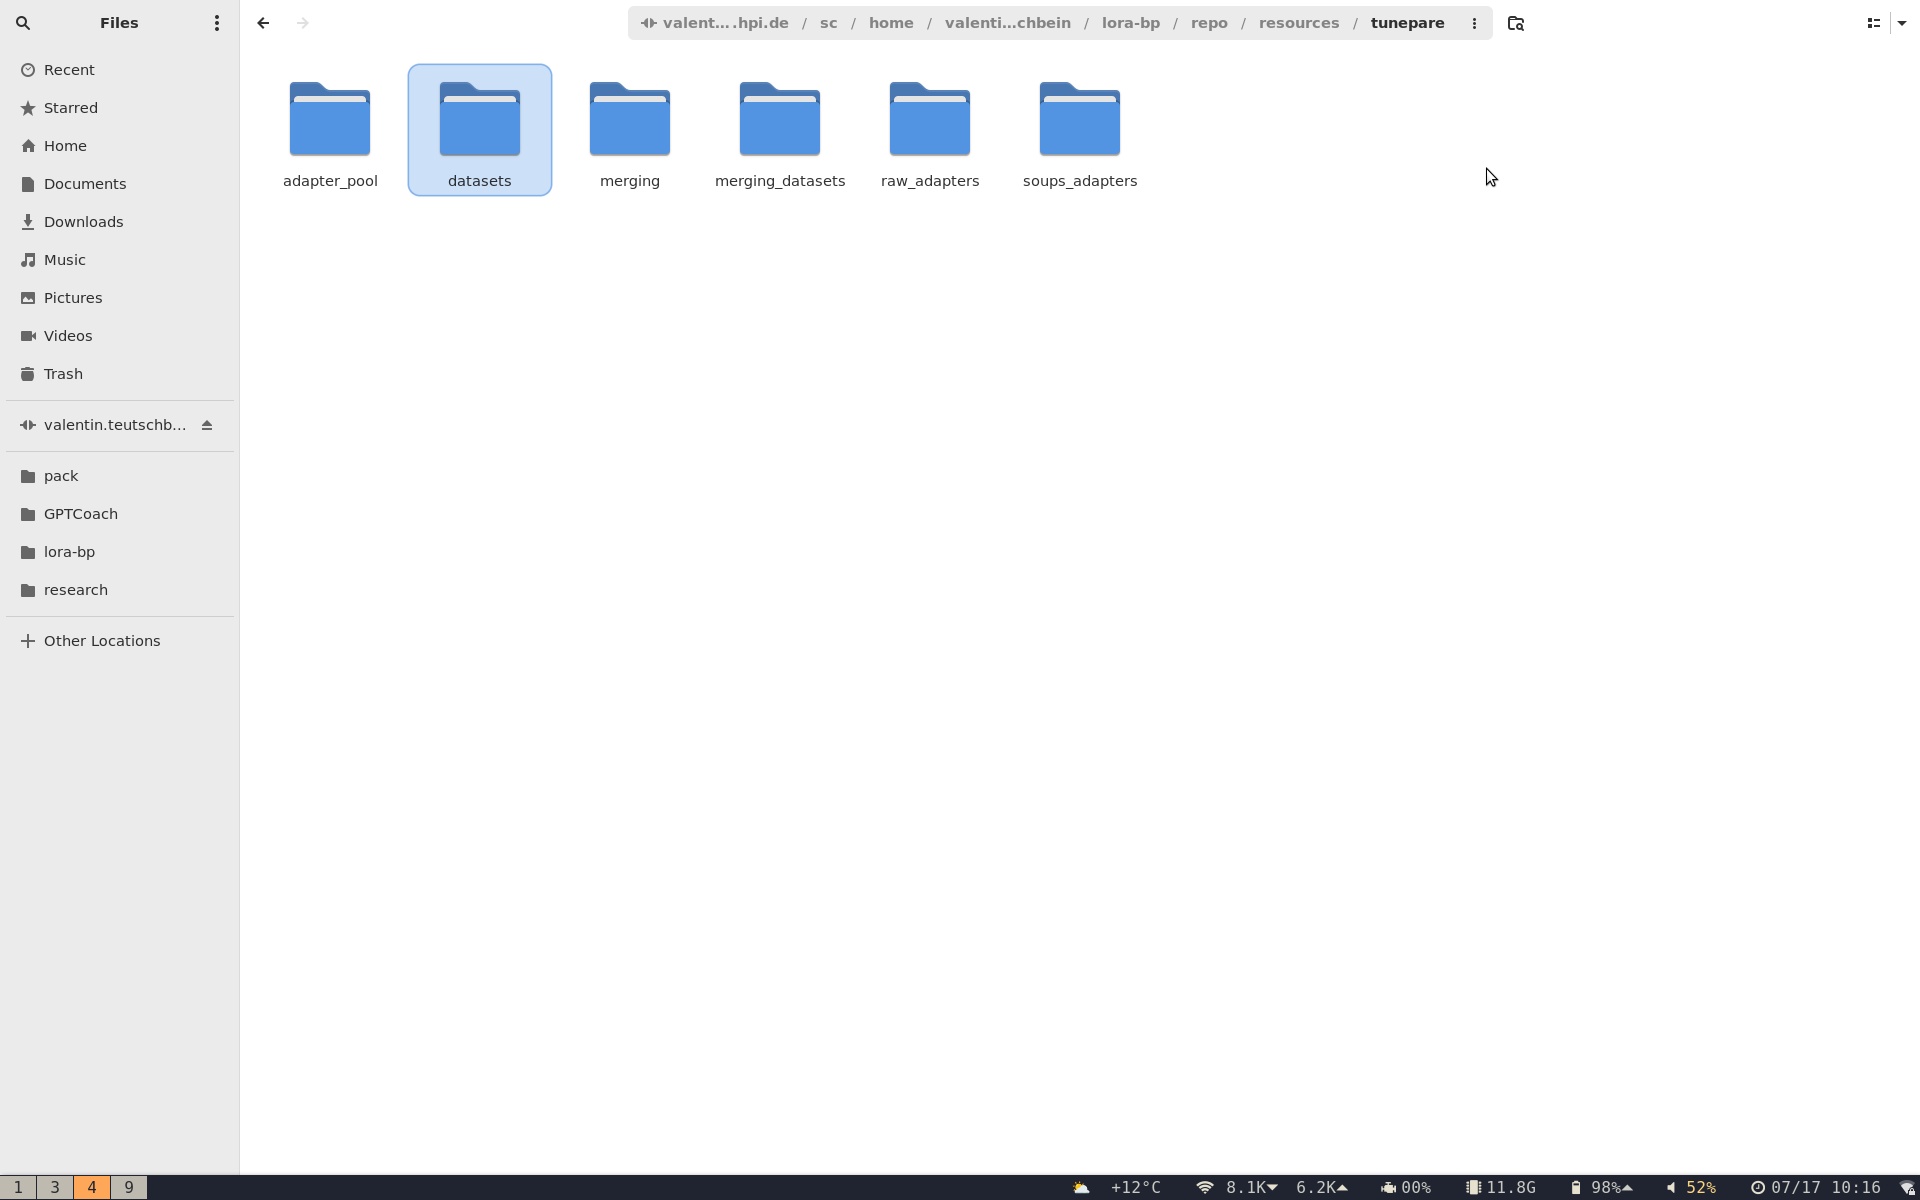 Files
valent….hpi.de / sc / home / valenti…chbein / lora-bp / repo / resources / tunepare
Recent
Starred
Home
Documents
Downloads
Music
Pictures
Videos
Trash
valentin.teutschb…
pack
GPTCoach
lora-bp
research
Other Locations
adapter_pool
datasets
merging
merging_datasets
raw_adapters
soups_adapters
1 3 4 9
+12°C 8.1K 6.2K 00% 11.8G 98% 52% 07/17 10:16